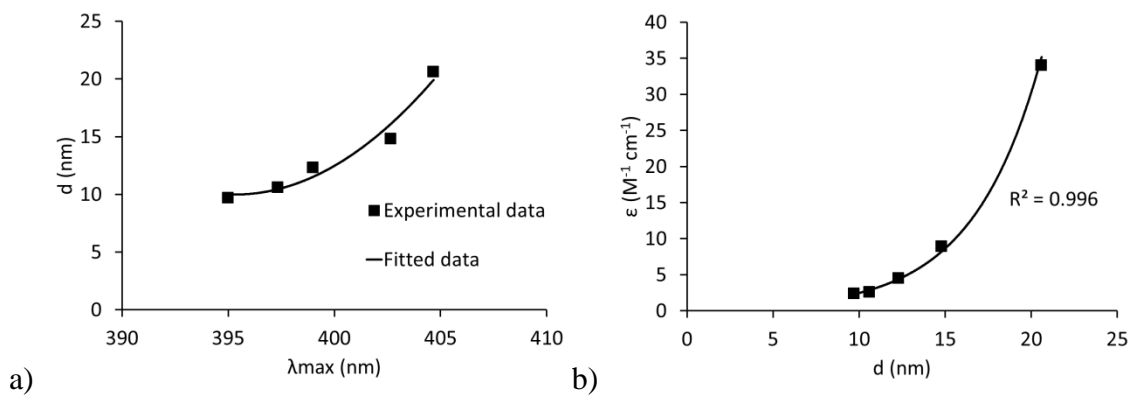 25
20
15
10
5
0
d (nm)
390
395
400
405
410
λmax (nm)
Experimental data
Fitted data
a)
40
35
30
25
20
15
10
5
0
ε (M⁻¹ cm⁻¹)
R² = 0.996
0
5
10
15
20
25
d (nm)
b)